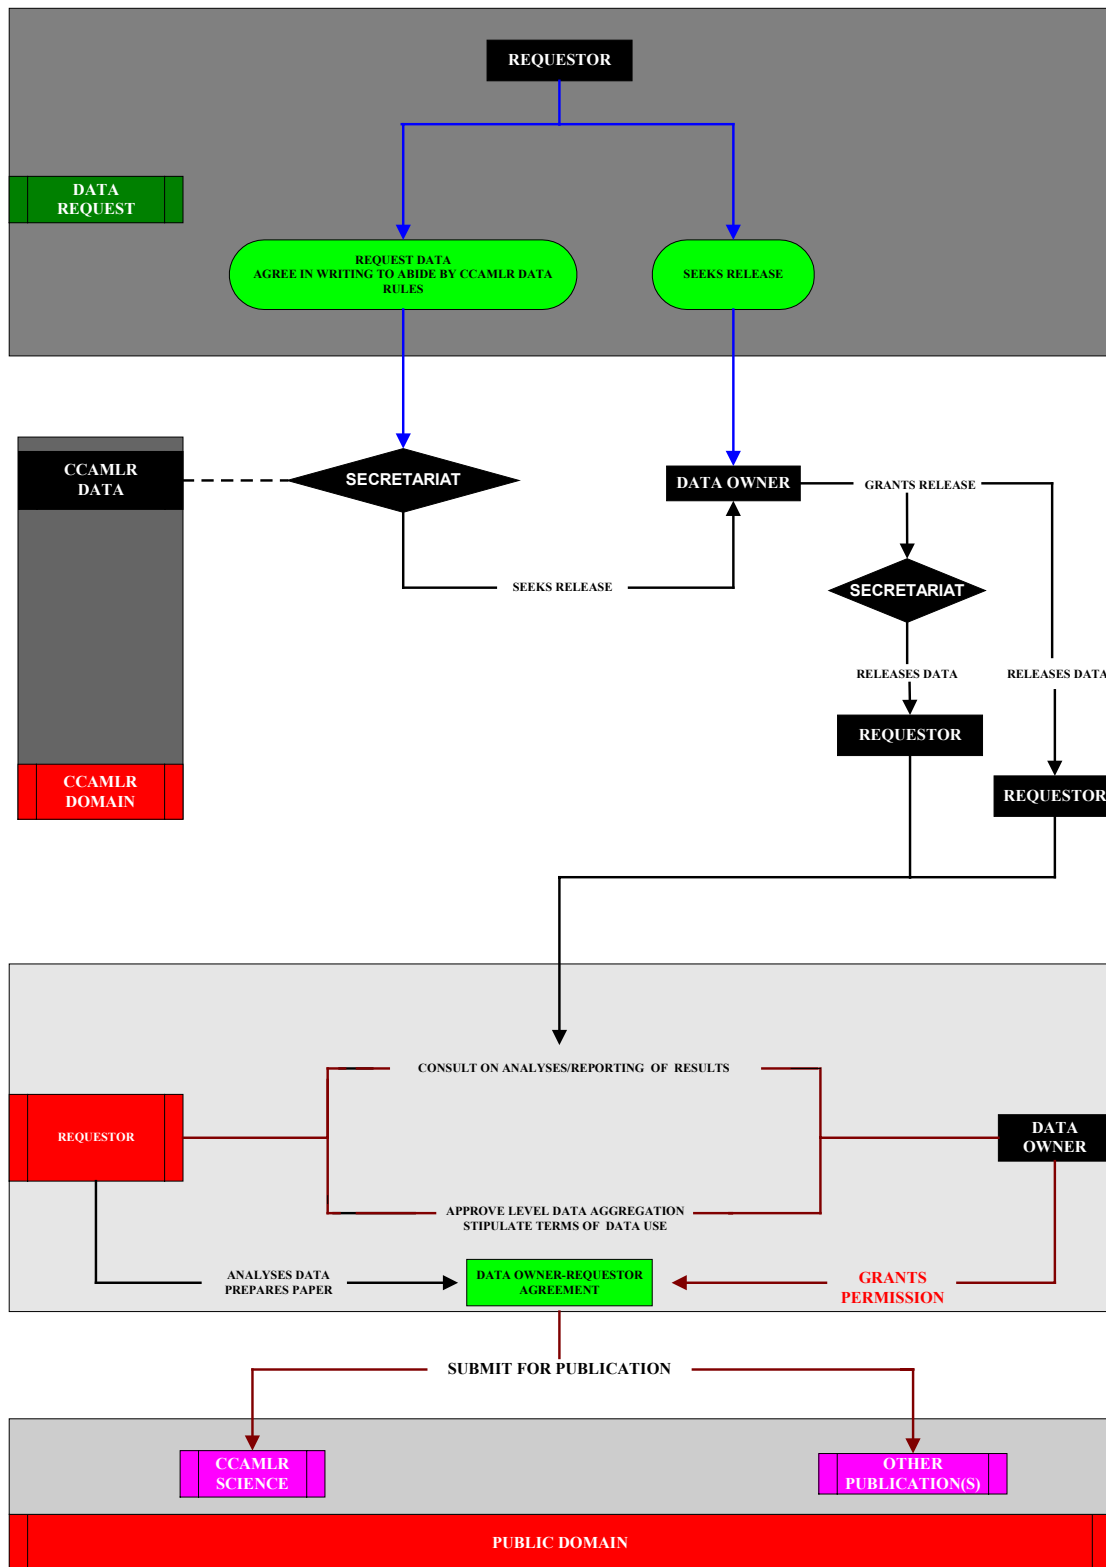 REQUESTOR
DATA
REQUEST
REQUEST DATA
AGREE IN WRITING TO ABIDE BY CCAMLR DATA
RULES
SEEKS RELEASE
CCAMLR
DATA
SECRETARIAT
DATA OWNER
GRANTS RELEASE
SEEKS RELEASE
SECRETARIAT
RELEASES DATA
RELEASES DATA
REQUESTOR
CCAMLR
DOMAIN
REQUESTOR
CONSULT ON ANALYSES/REPORTING OF RESULTS
REQUESTOR
DATA
OWNER
APPROVE LEVEL DATA AGGREGATION
STIPULATE TERMS OF DATA USE
ANALYSES DATA
PREPARES PAPER
DATA OWNER-REQUESTOR
AGREEMENT
GRANTS
PERMISSION
SUBMIT FOR PUBLICATION
CCAMLR
SCIENCE
OTHER
PUBLICATION(S)
PUBLIC DOMAIN